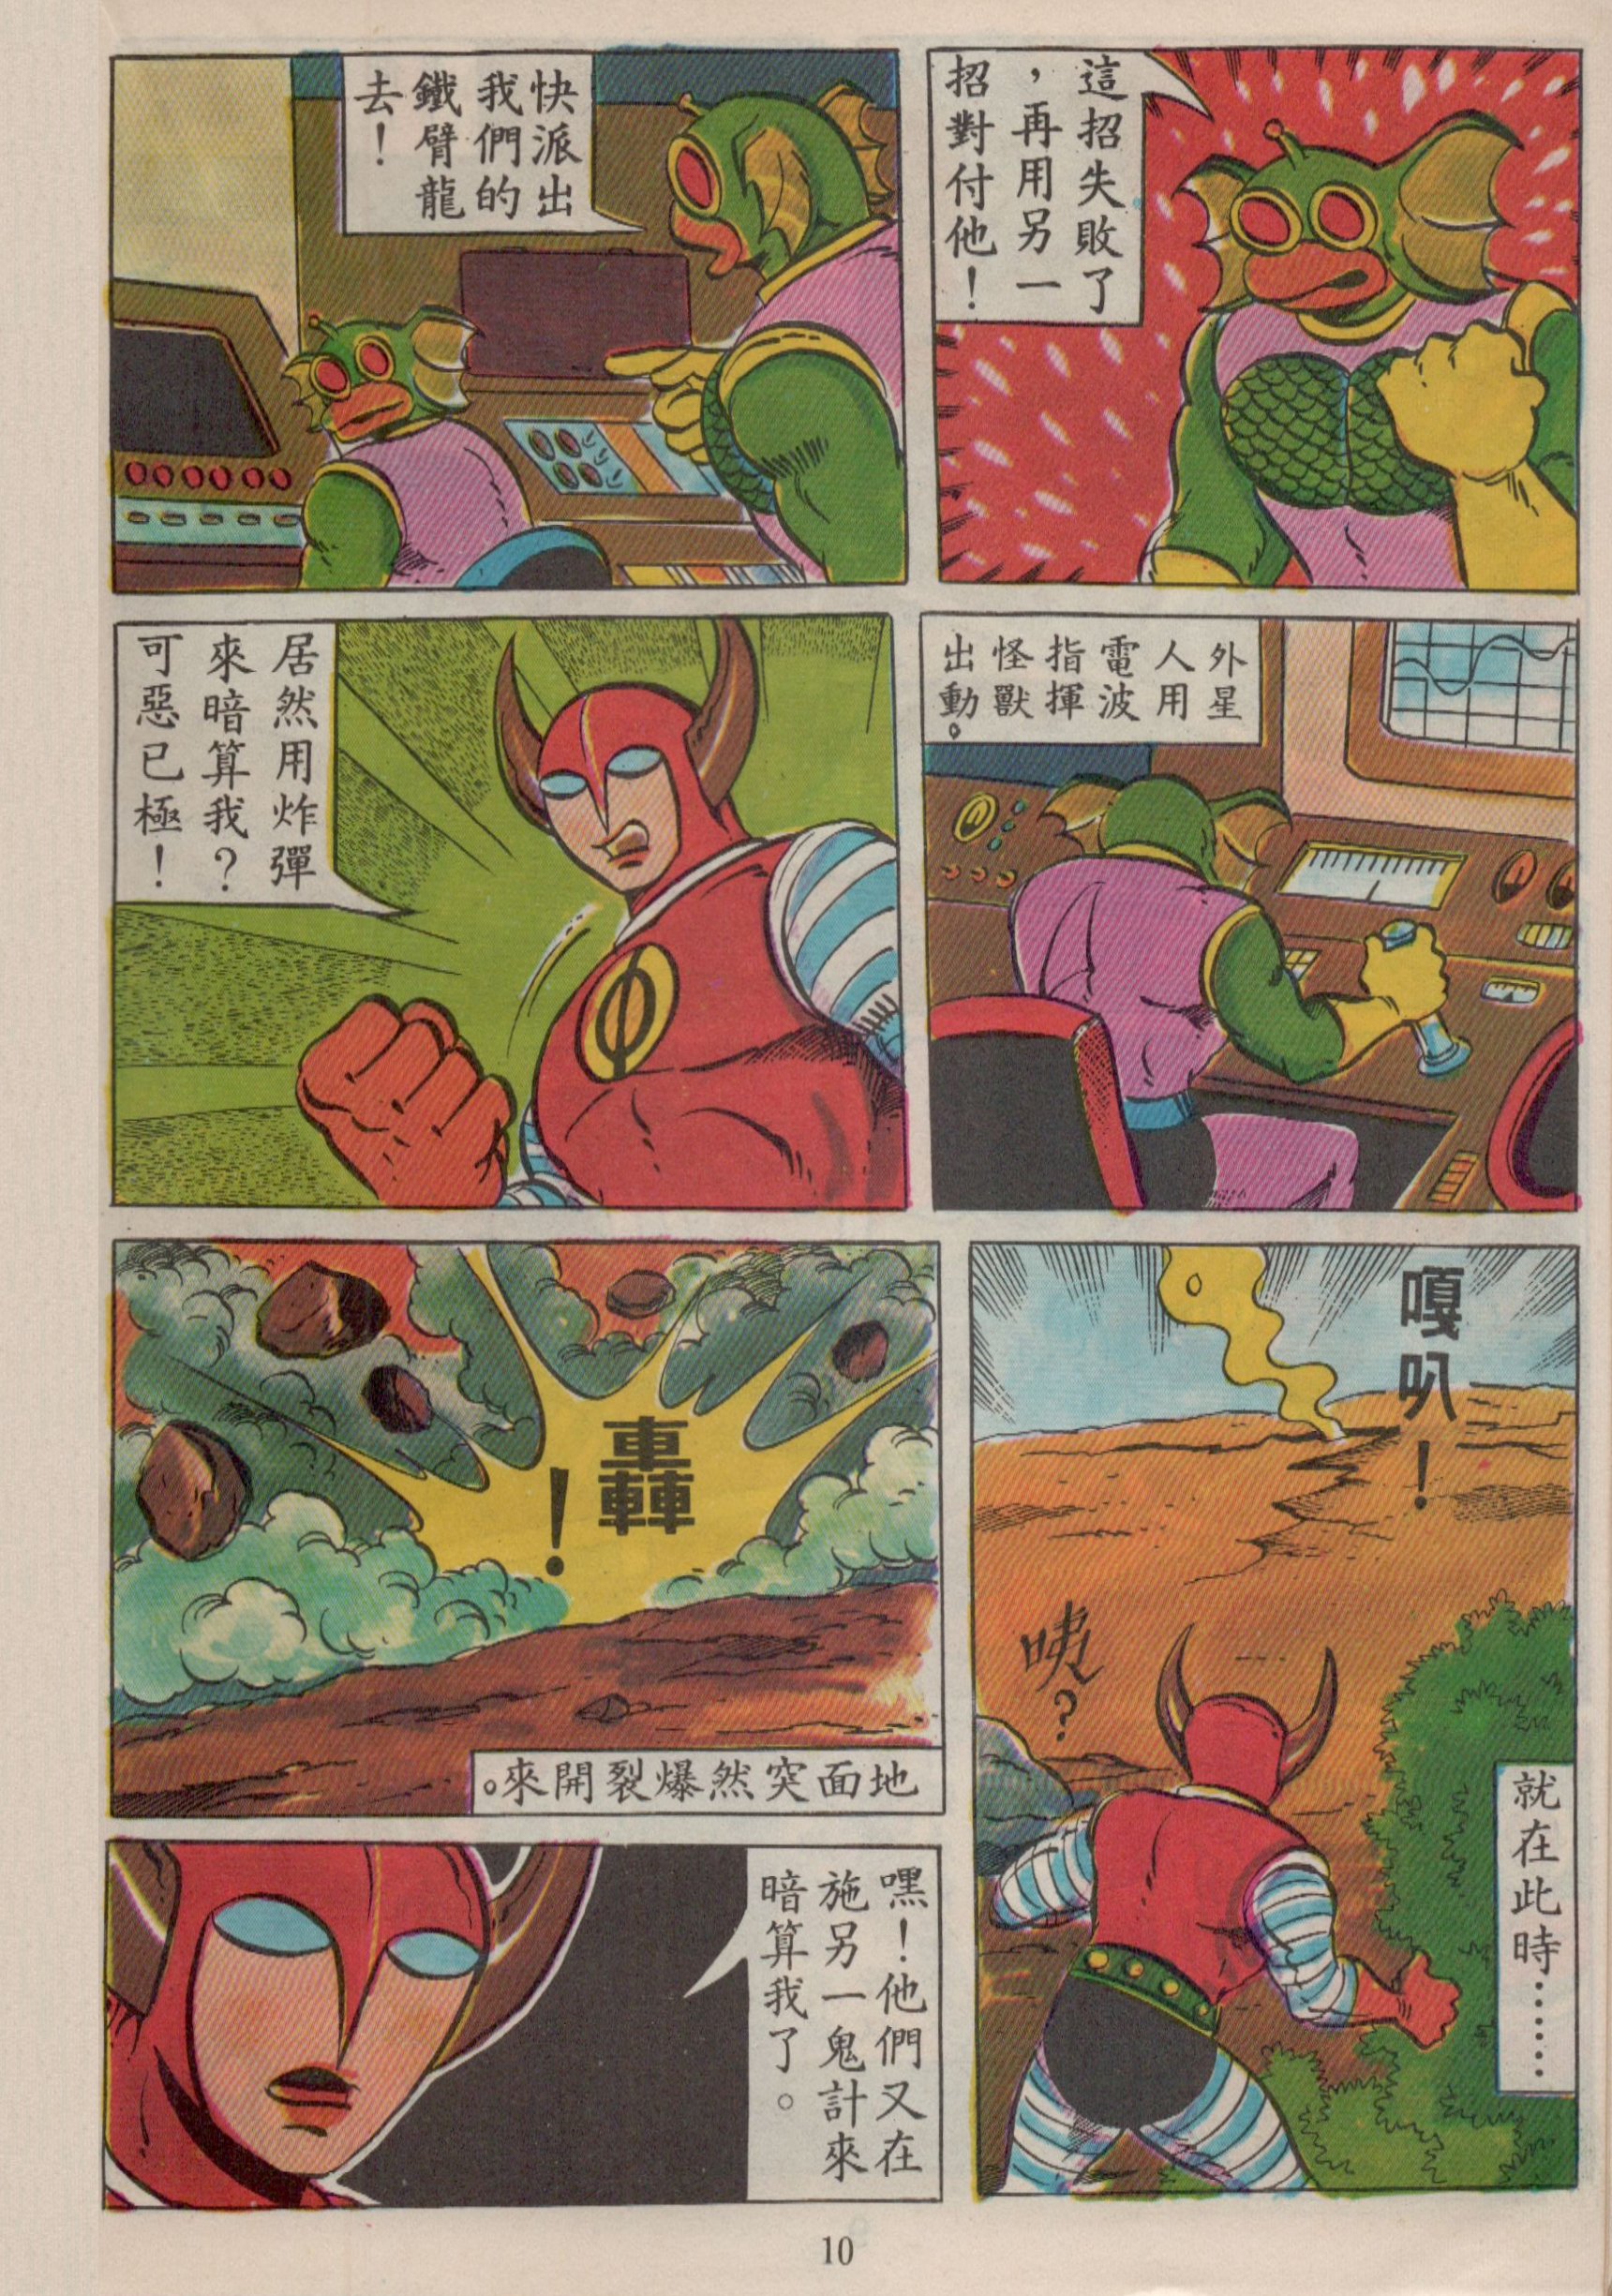 這招失敗了
，再用另一
招對付他！
快派出
我們的
鐵臂龍
去！
外星
人用
電波
指揮
怪獸
出動。
居然用炸彈
來暗算我？
可惡已極！
嘎叭！
咦？
就在此時⋯⋯⋯
轟！
地面突然爆裂開來。
嘿！他們又在
施另一鬼計來
暗算我了。
10